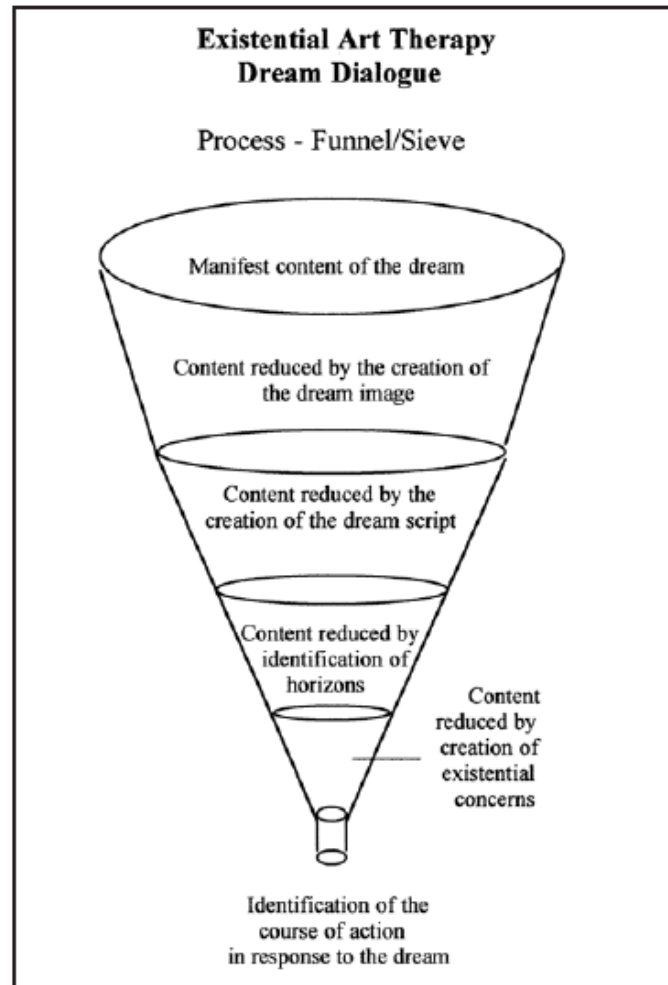 Existential Art Therapy
Dream Dialogue
Process - Funnel/Sieve
Manifest content of the dream
Content reduced by the creation of
the dream image
Content reduced by the
creation of the dream script
Content reduced by
identification of
horizons
Content
reduced by
creation of
existential
concerns
Identification of the
course of action
in response to the dream